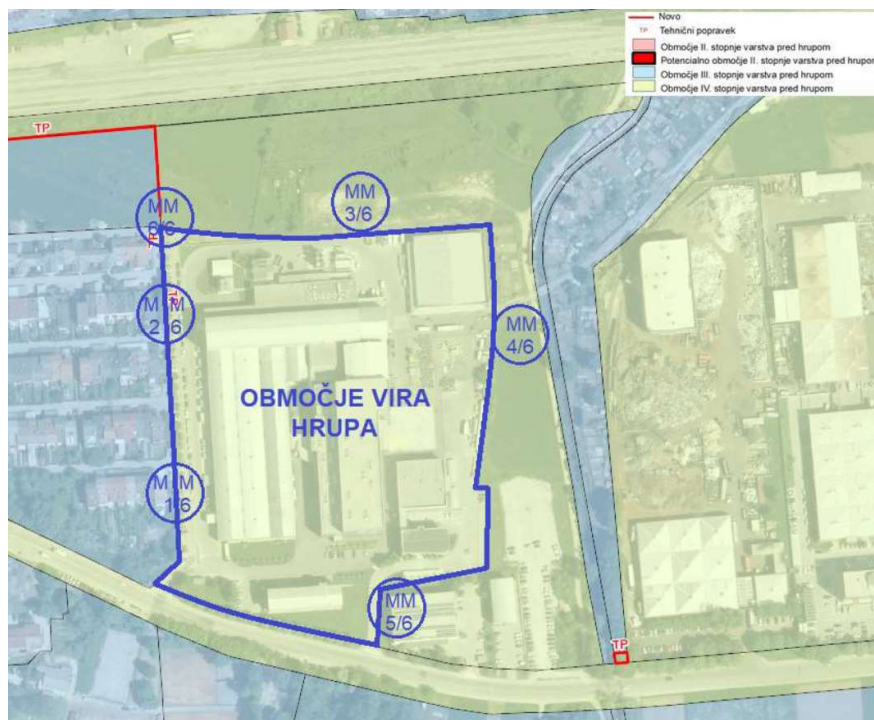 Novo
TP Tehnični popravek
Območje II. stopnje varstva pred hrupom
Potencialno območje II. stopnje varstva pred hrupom
Območje III. stopnje varstva pred hrupom
Območje IV. stopnje varstva pred hrupom
TP
MM
6/6
TP
MM
3/6
TP
MM
2/6
MM
4/6
OBMOČJE VIRA
HRUPA
MM
1/6
MM
5/6
TP